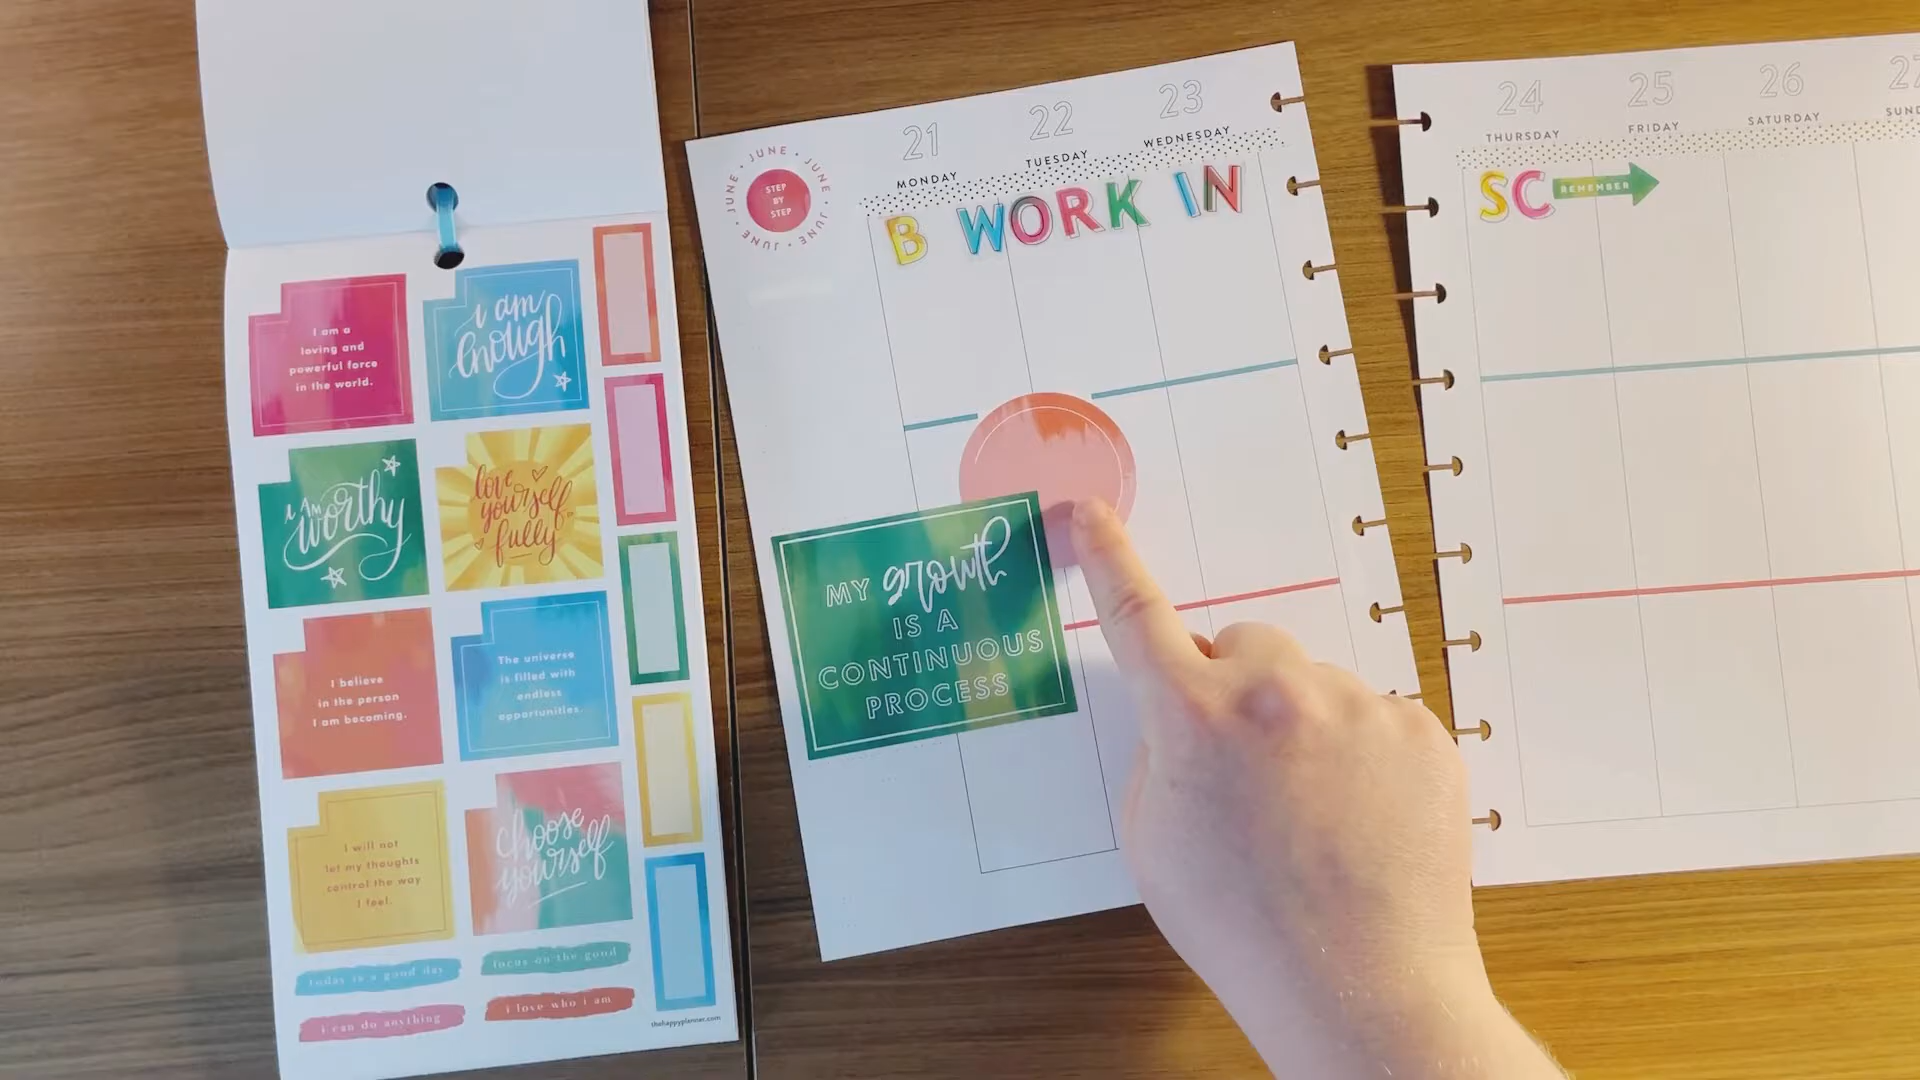 I am a
loving and
powerful force
in the world.
i am
enough
i Am
worthy
love
yourself
fully
I believe
in the person
I am becoming.
The universe
is filled with
endless
opportunities.
I will not
let my thoughts
control the way
I feel.
choose
yourself
today is a good day
focus on the good
i can do anything
i love who i am
thehappyplanner.com
JUNE • JUNE • JUNE • JUNE • JUNE • JUNE
STEP
BY
STEP
21
MONDAY
22
TUESDAY
23
WEDNESDAY
B WORK IN
MY growth
IS A
CONTINUOUS
PROCESS
24
THURSDAY
25
FRIDAY
26
SATURDAY
SC
REMEMBER